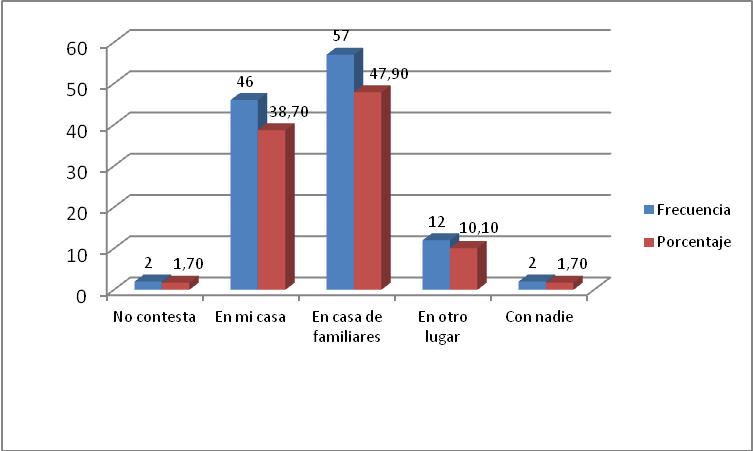 60
50
40
30
20
10
0
2
1,70
46
38,70
57
47,90
12
10,10
2
1,70
No contesta
En mi casa
En casa de
familiares
En otro
lugar
Con nadie
Frecuencia
Porcentaje